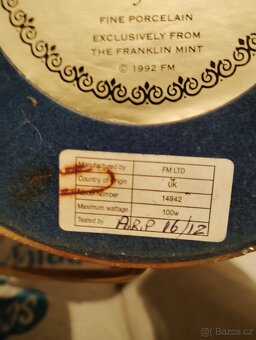 FINE PORCELAIN
EXCLUSIVELY FROM
THE FRANKLIN MINT
© 1992 FM
Manufactured by FM LTD
Country of origin UK
number 14942
Maximum wattage 100w
Tested by A.R.P 16/12
Bazos.cz